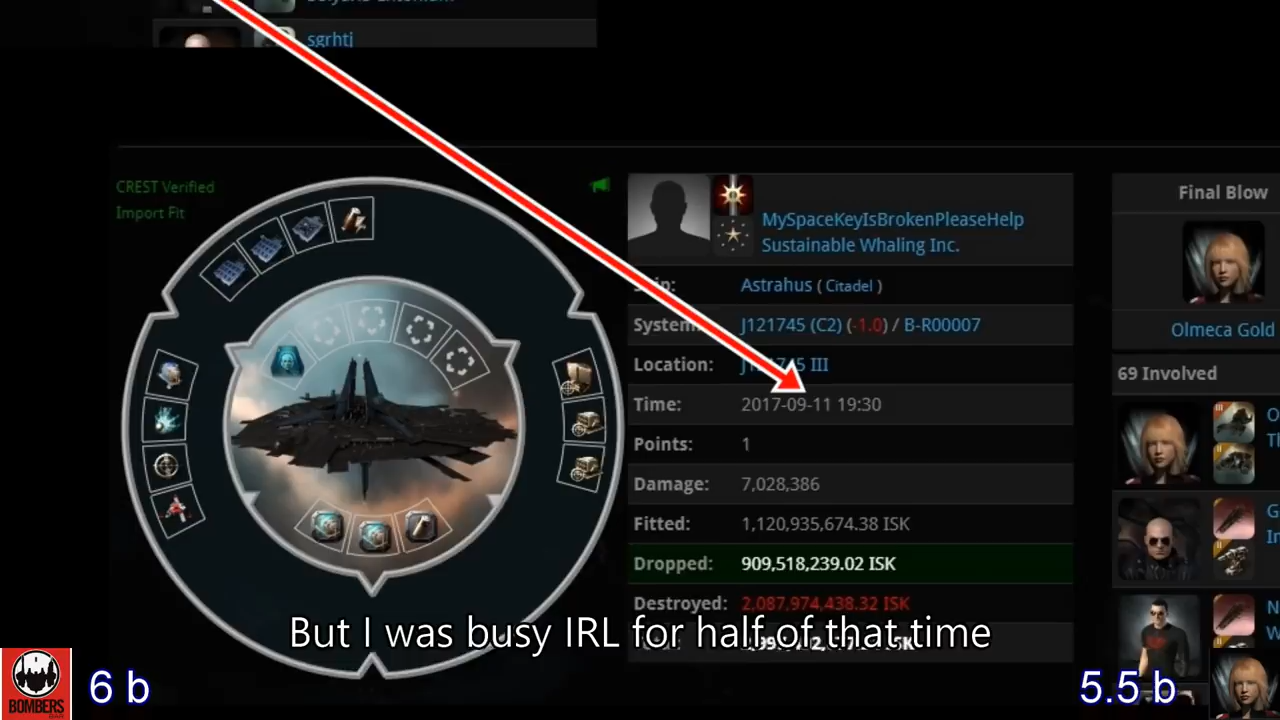 sgrhtj
CREST Verified
Import Fit
MySpaceKeyIsBrokenPleaseHelp
Sustainable Whaling Inc.
Astrahus ( Citadel )
System: J121745 (C2) (-1.0) / B-R00007
Location: III
Time: 2017-09-11 19:30
Points: 1
Damage: 7,028,386
Fitted: 1,120,935,674.38 ISK
Dropped: 909,518,239.02 ISK
Destroyed: 2,087,974,438.32 ISK
Final Blow
Olmeca Gold
69 Involved
But I was busy IRL for half of that time
BOMBERS
BAR
6 b
5.5 b